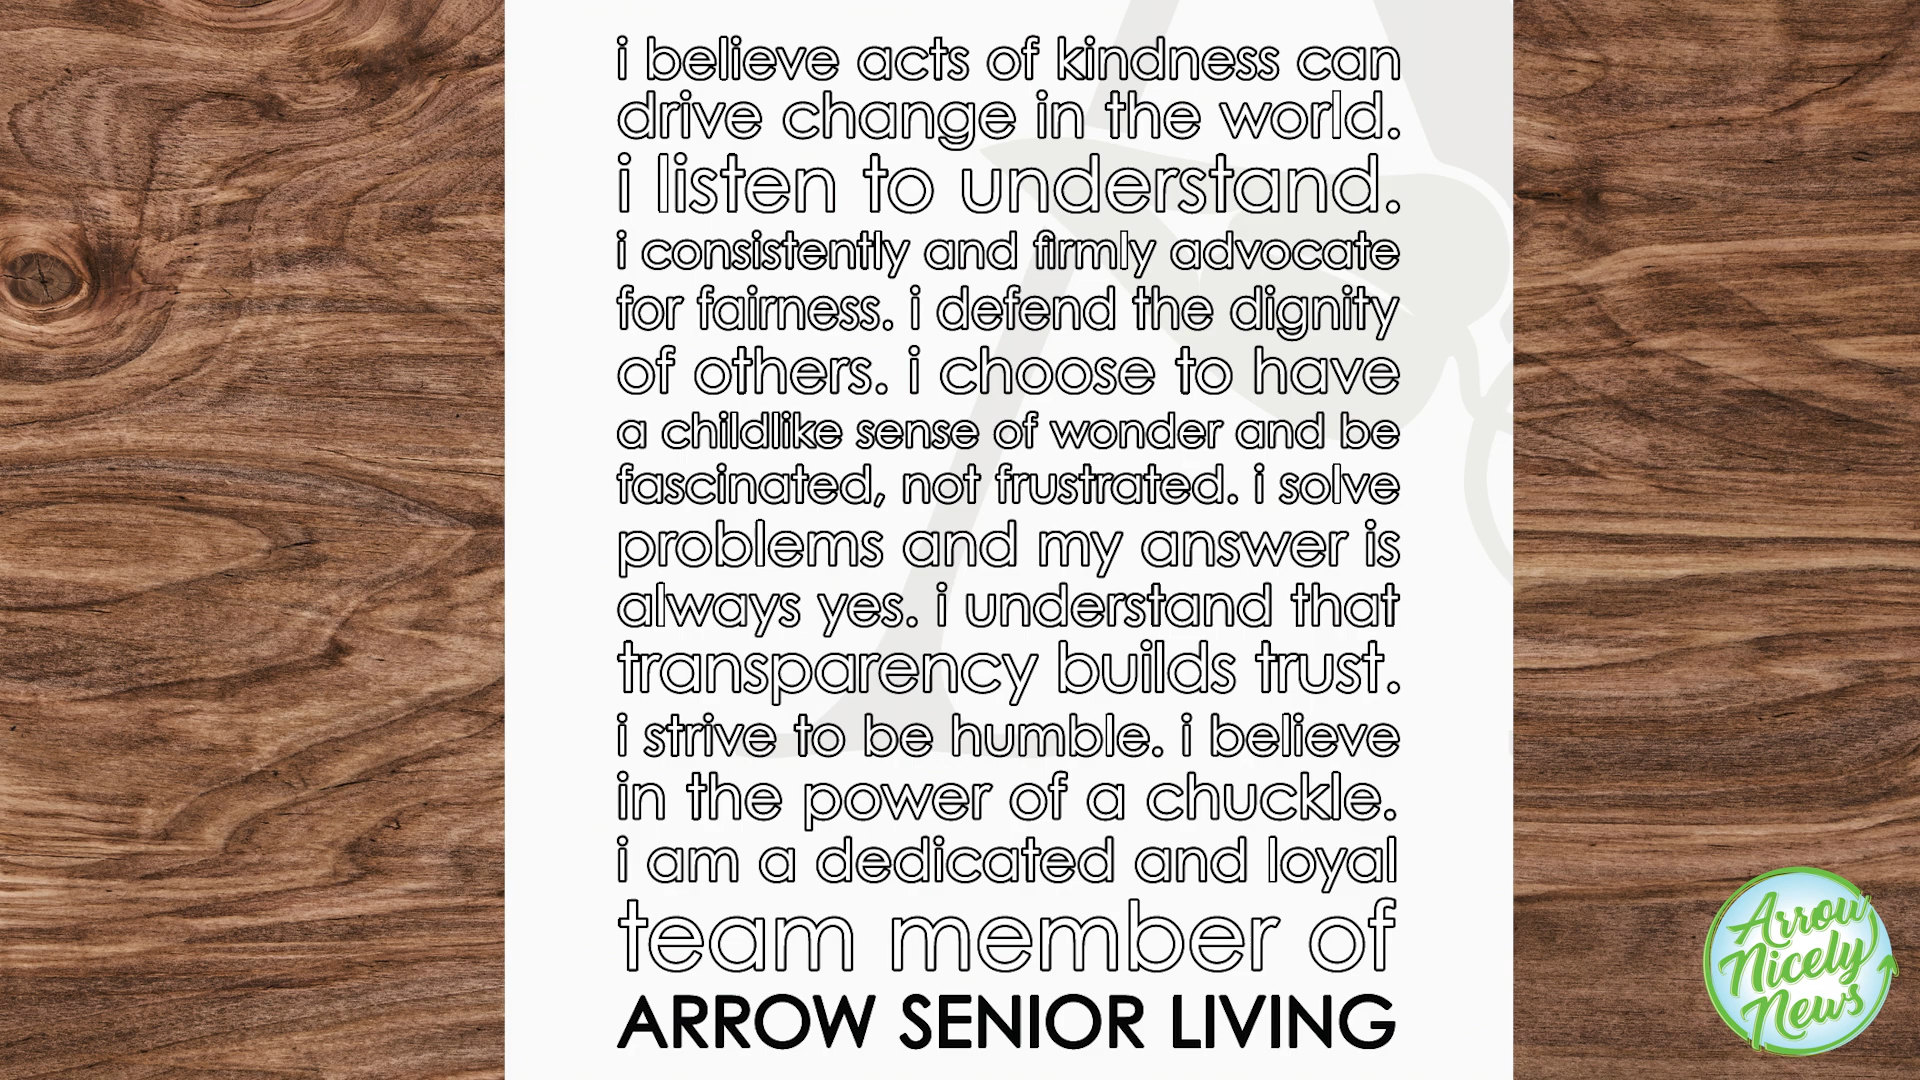 i believe acts of kindness can
drive change in the world.
i listen to understand.
i consistently and firmly advocate
for fairness. i defend the dignity
of others. i choose to have
a childlike sense of wonder and be
fascinated, not frustrated. i solve
problems and my answer is
always yes. i understand that
transparency builds trust.
i strive to be humble. i believe
in the power of a chuckle.
i am a dedicated and loyal
team member of
ARROW SENIOR LIVING
Arrow
Nicely
News